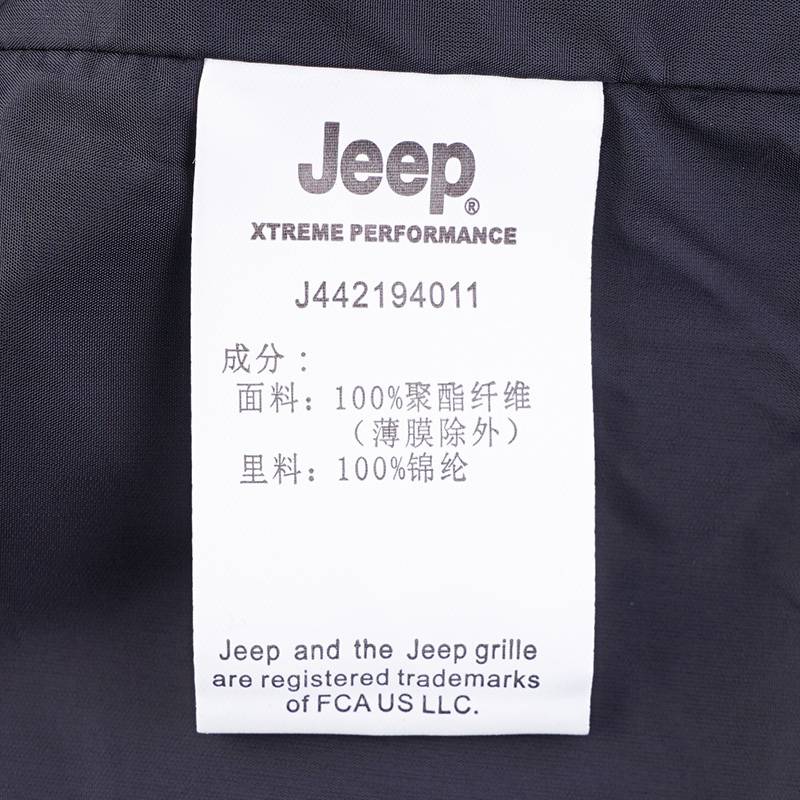 Jeep®
XTREME PERFORMANCE
J442194011
成分：
面料：100%聚酯纤维
（薄膜除外）
里料：100%锦纶
Jeep and the Jeep grille
are registered trademarks
of FCA US LLC.